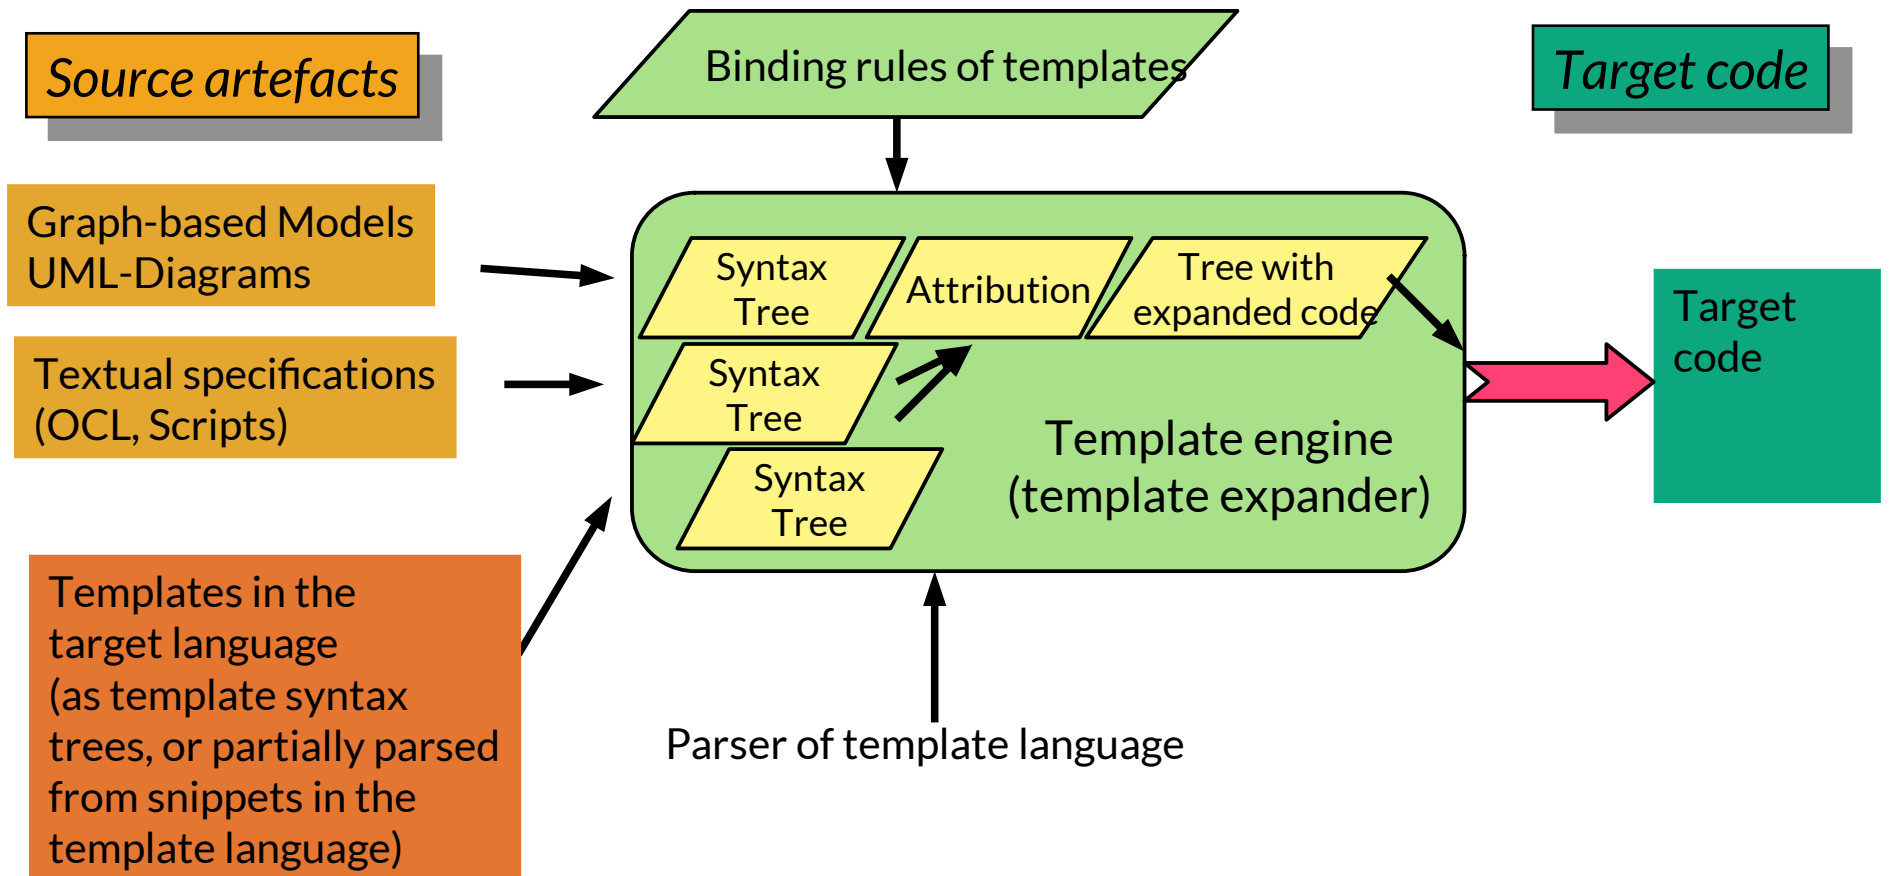 Source artefacts
Binding rules of templates
Target code
Graph-based Models
UML-Diagrams
Textual specifications
(OCL, Scripts)
Templates in the
target language
(as template syntax
trees, or partially parsed
from snippets in the
template language)
Syntax
Tree
Attribution
Tree with
expanded code
Syntax
Tree
Syntax
Tree
Template engine
(template expander)
Parser of template language
Target
code